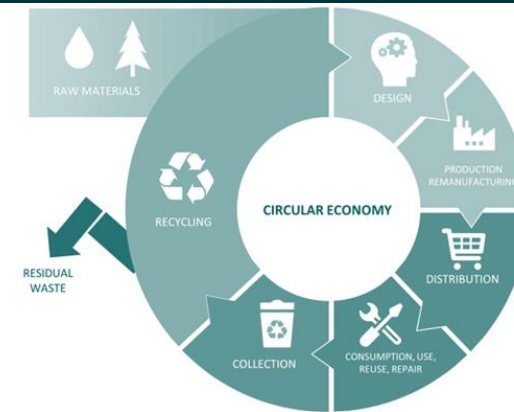 RAW MATERIALS
DESIGN
PRODUCTION
REMANUFACTURING
RECYCLING
CIRCULAR ECONOMY
DISTRIBUTION
RESIDUAL
WASTE
COLLECTION
CONSUMPTION, USE,
REUSE, REPAIR